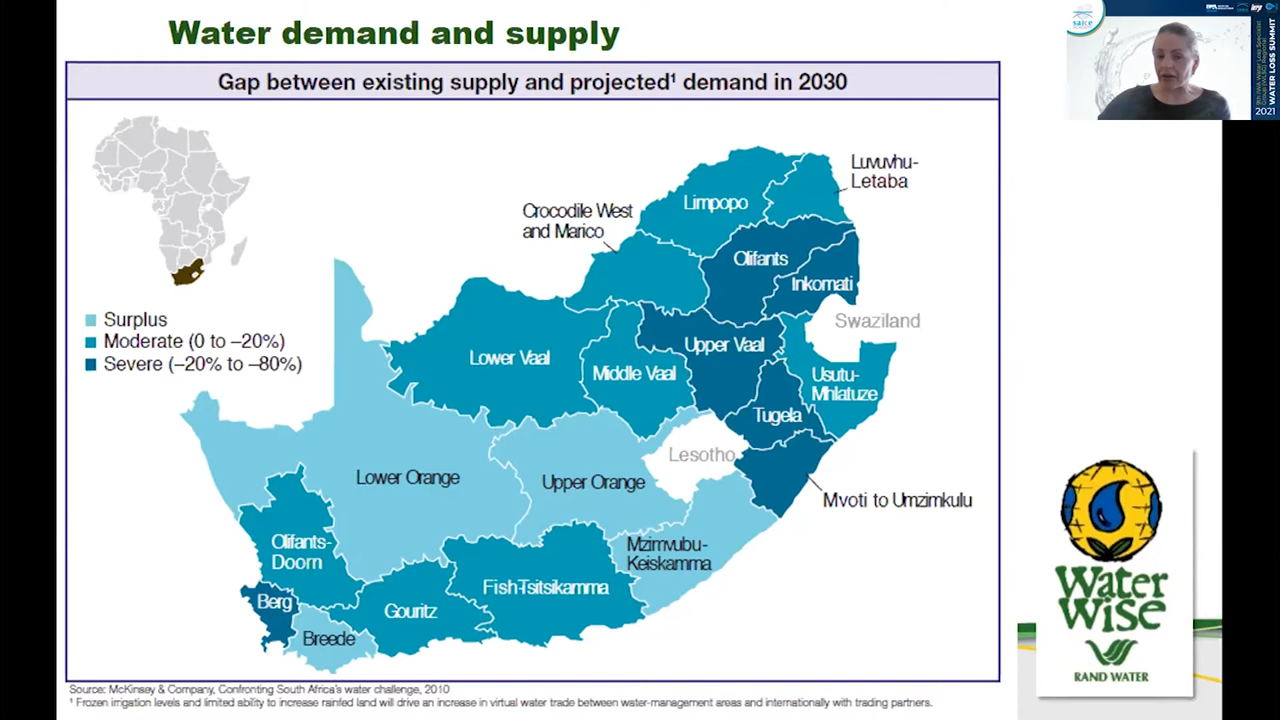 Water demand and supply
Gap between existing supply and projected¹ demand in 2030
Luvuvhu-
Letaba
Limpopo
Crocodile West
and Marico
Olifants
Inkomati
Swaziland
Surplus
Moderate (0 to –20%)
Severe (–20% to –80%)
Lower Vaal
Middle Vaal
Upper Vaal
Usutu-
Mhlatuze
Tugela
Lesotho
Lower Orange
Upper Orange
Mvoti to Umzimkulu
Mzimvubu-
Keiskamma
Olifants-
Doorn
Fish-Tsitsikamma
Berg
Gouritz
Breede
Source: McKinsey & Company, Confronting South Africa's water challenge, 2010
¹ Frozen irrigation levels and limited ability to increase rainfed land will drive an increase in virtual water trade between water-management areas and internationally with trading partners.
Water
Wise
RAND WATER
saice
WATER LOSS SUMMIT
2021